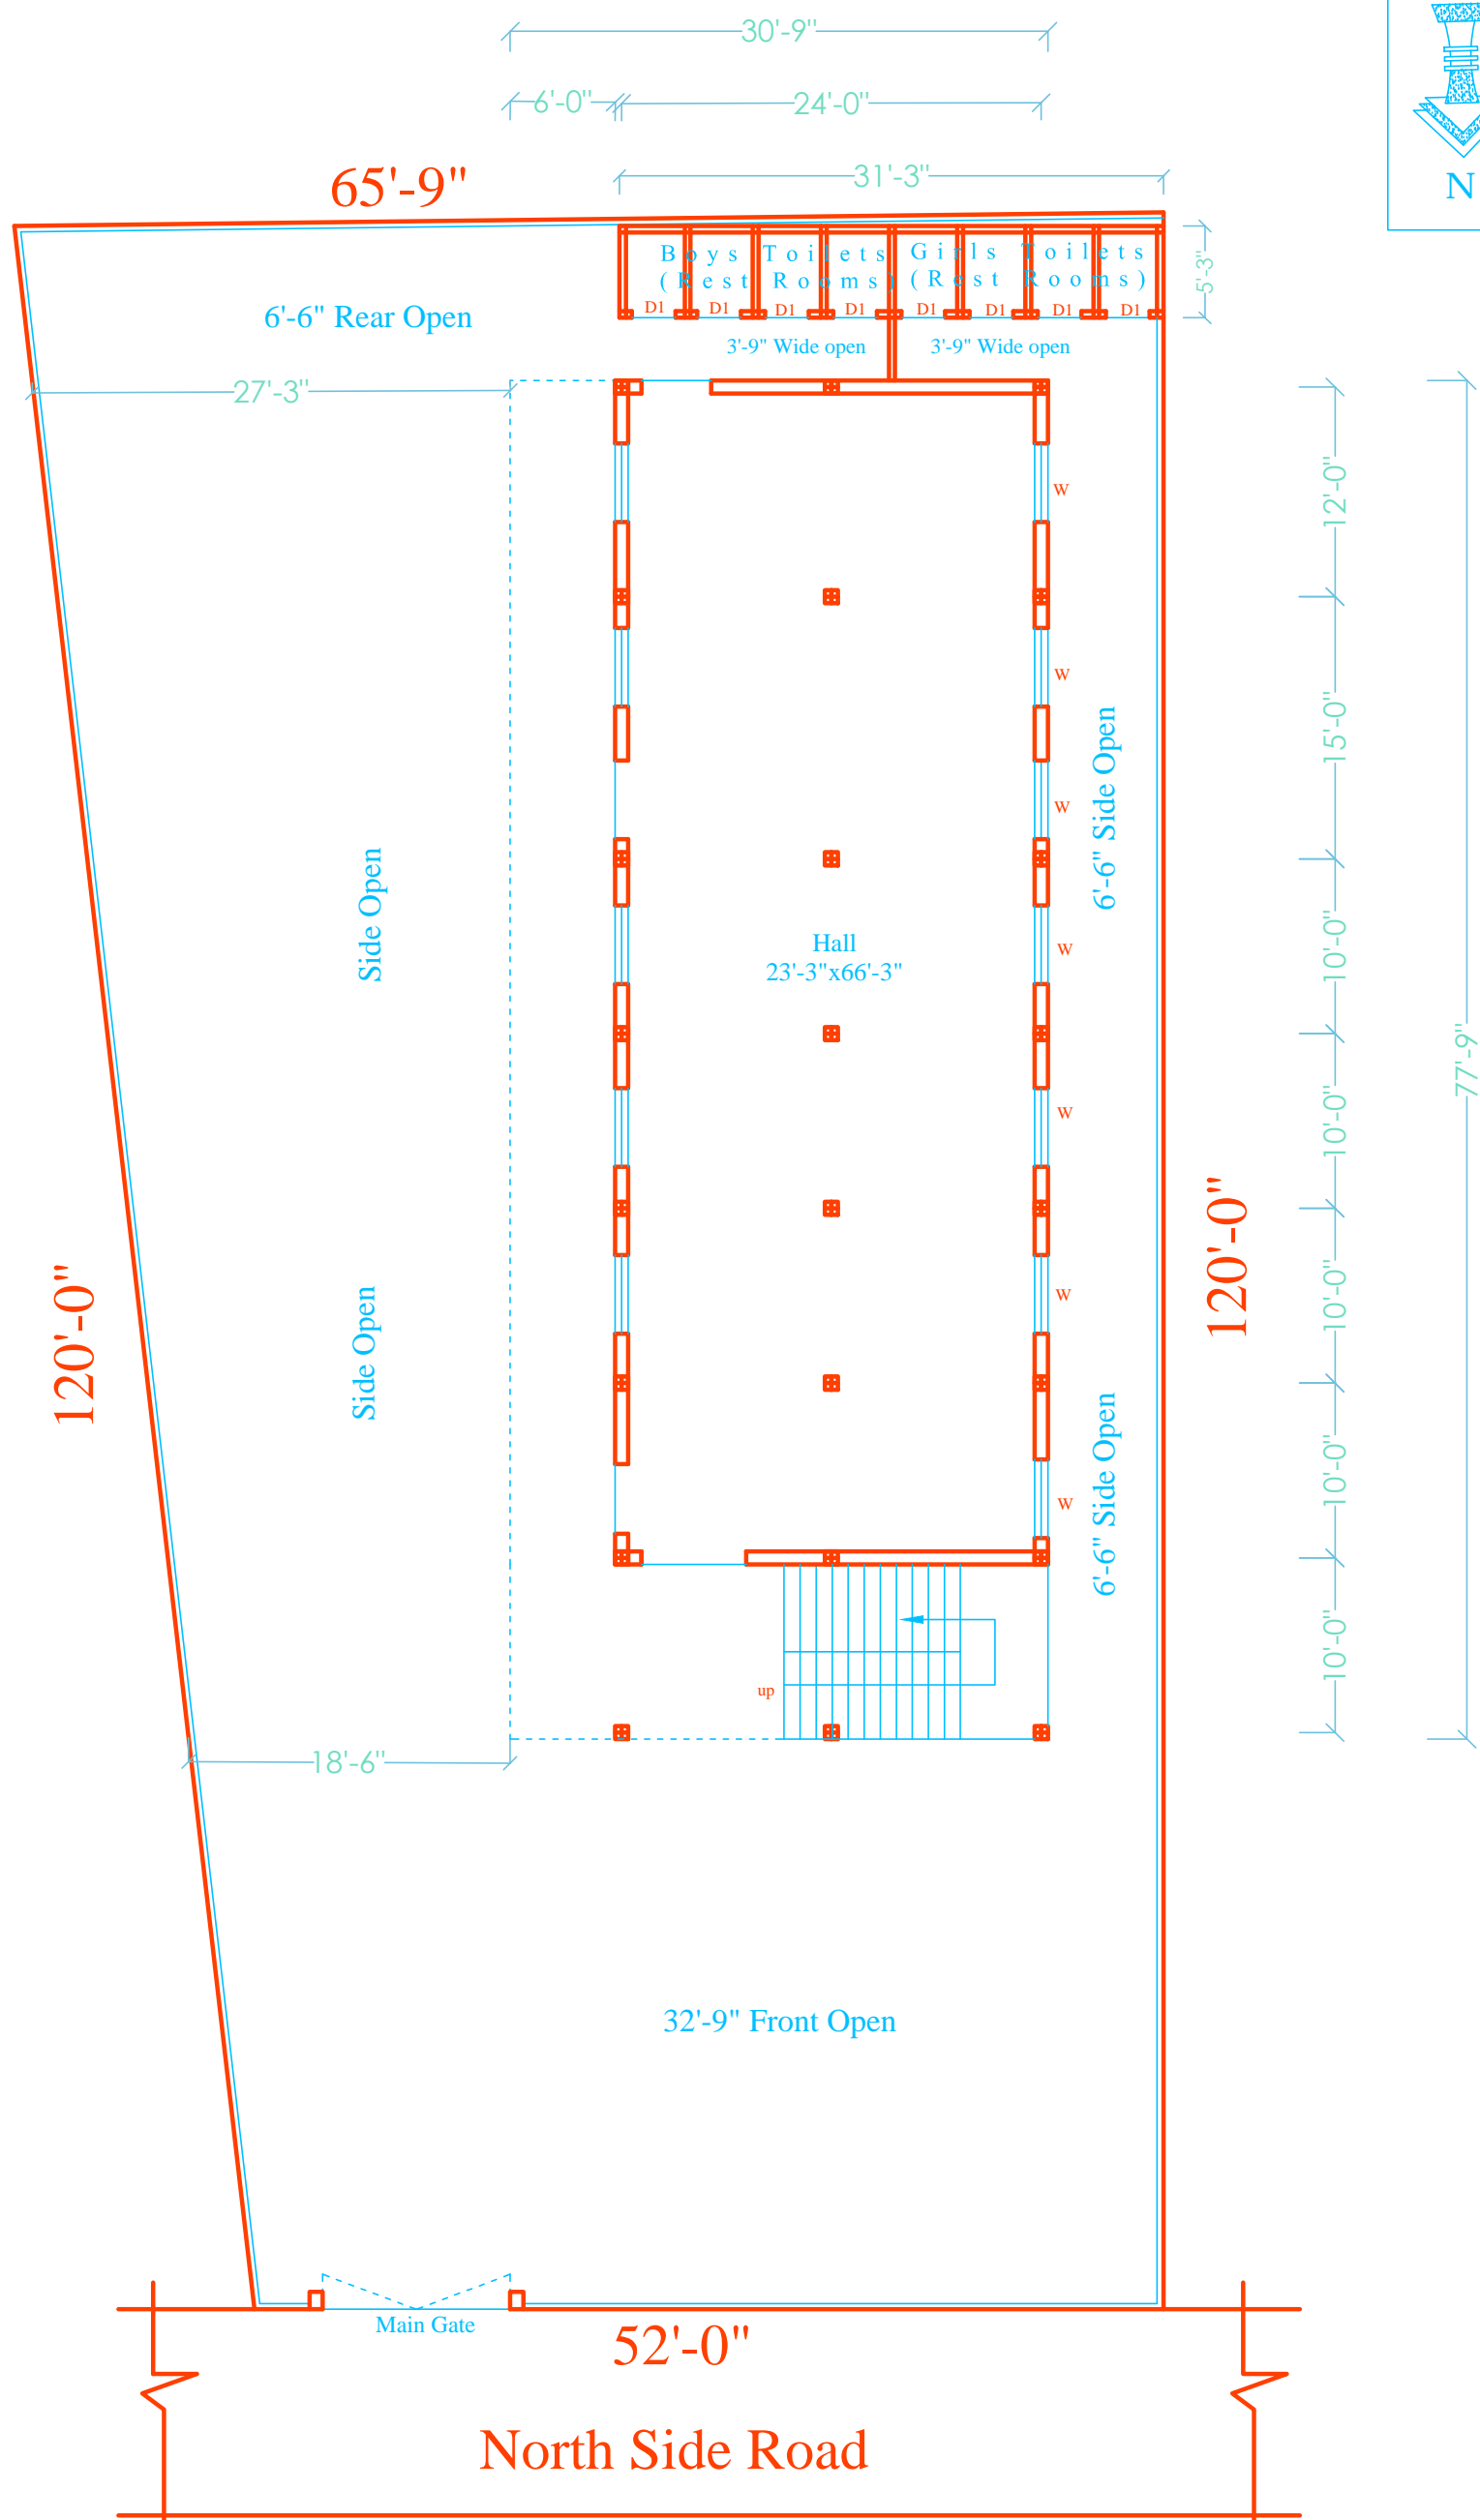 30'-9"
6'-0"
24'-0"
65'-9"
31'-3"
N
Boys Toilets
(Rest Rooms)
Girls Toilets
(Rest Rooms)
5'-3"
D1
D1
D1
D1
D1
D1
D1
D1
6'-6" Rear Open
3'-9" Wide open
3'-9" Wide open
27'-3"
12'-0"
W
W
15'-0"
W
6'-6" Side Open
Side Open
Hall
23'-3"x66'-3"
W
10'-0"
77'-9"
W
10'-0"
120'-0"
120'-0"
Side Open
W
10'-0"
6'-6" Side Open
W
10'-0"
10'-0"
up
18'-6"
32'-9" Front Open
Main Gate
52'-0"
North Side Road